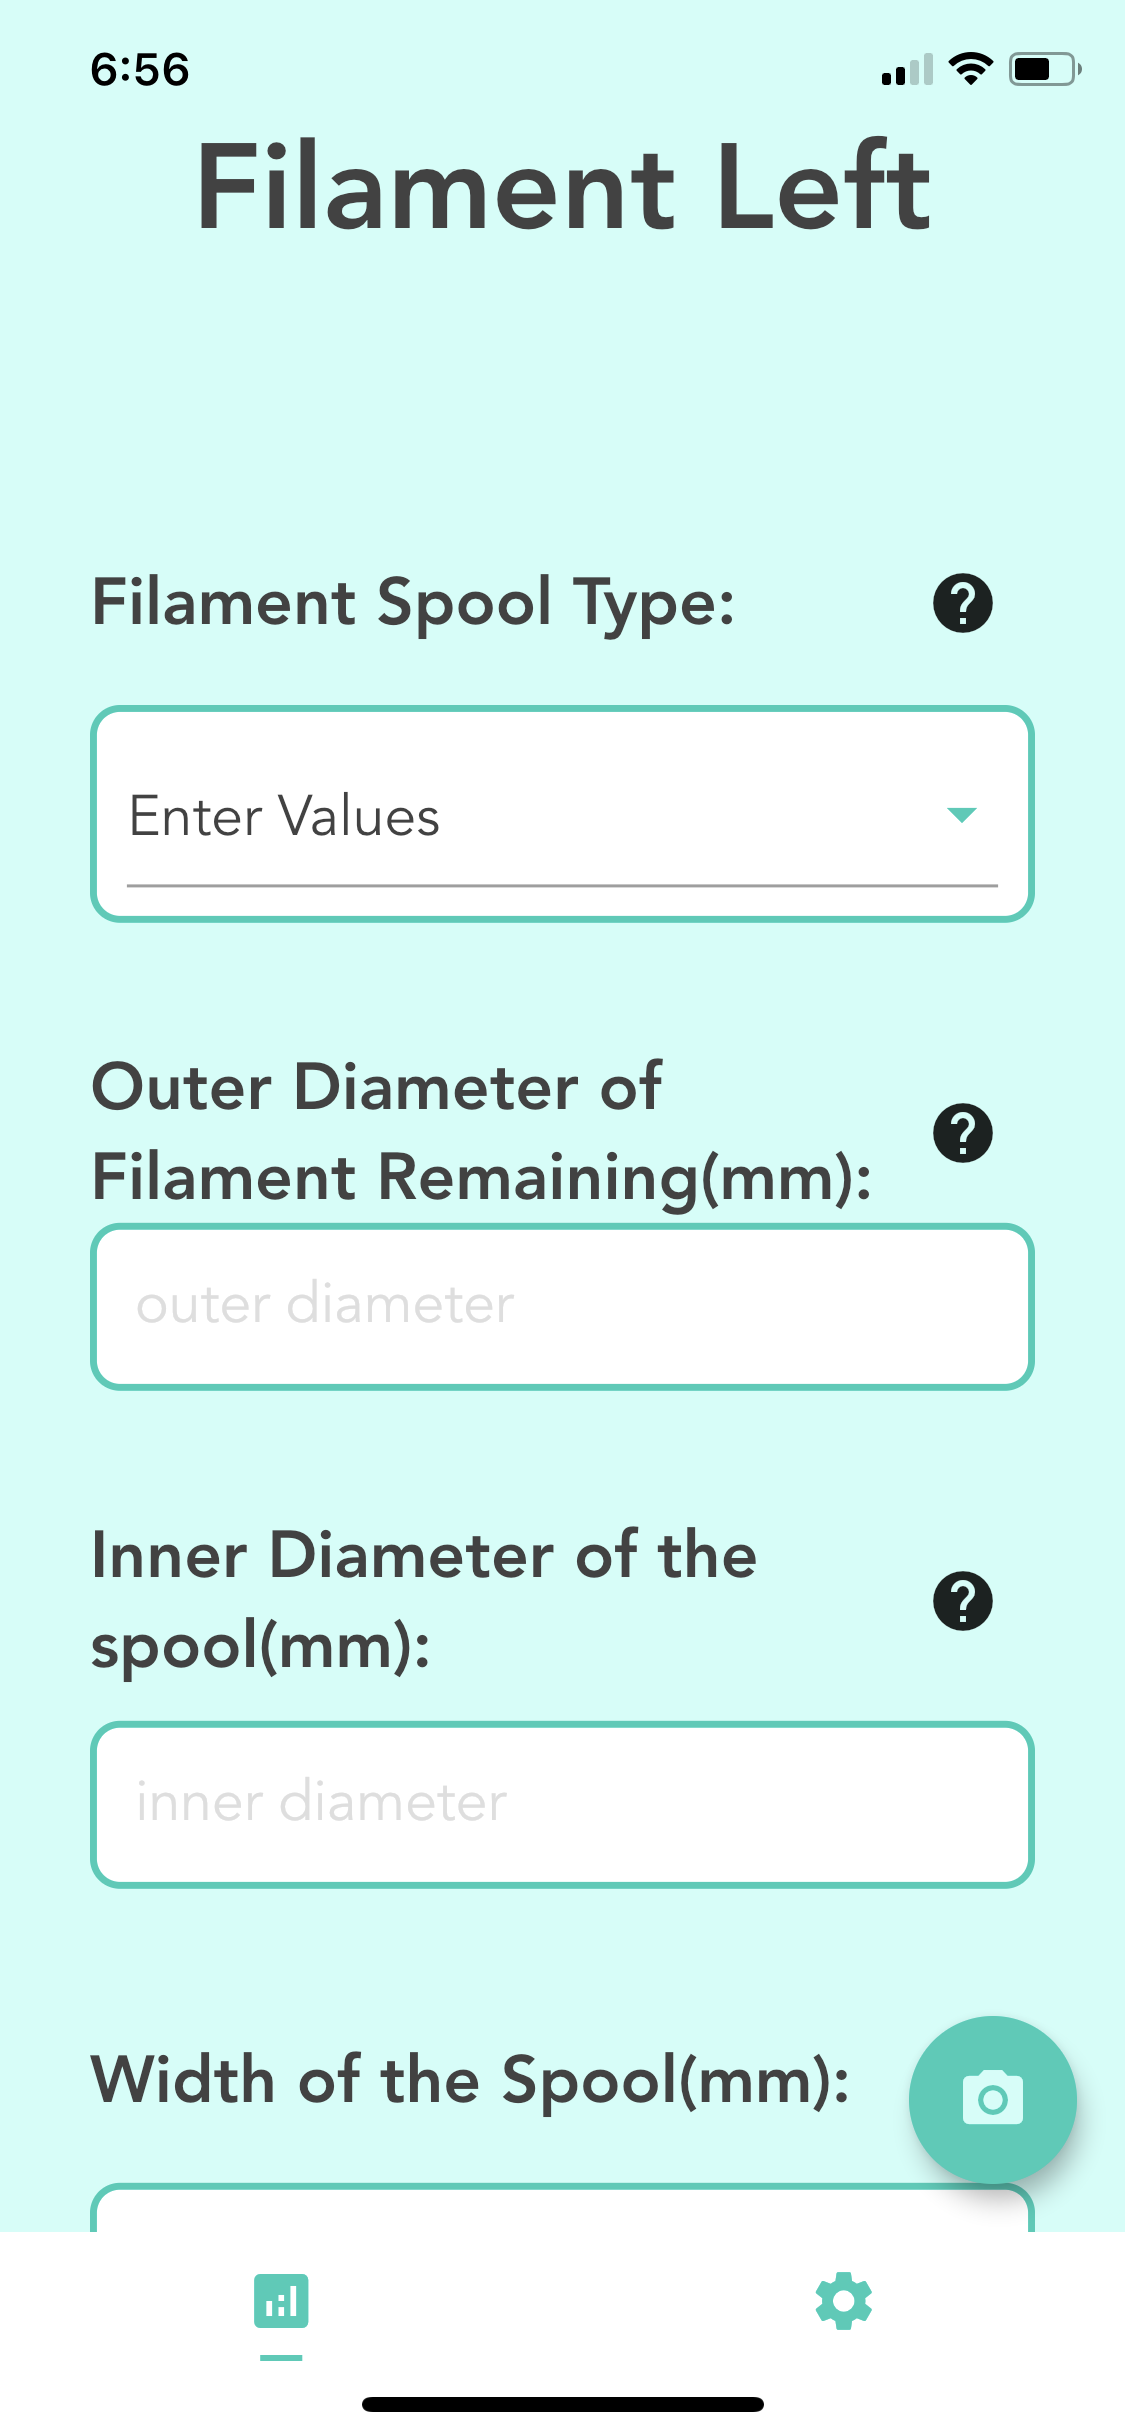 6:56
Filament Left
Filament Spool Type:
?
Enter Values
Outer Diameter of
Filament Remaining(mm):
?
outer diameter
Inner Diameter of the
spool(mm):
?
inner diameter
Width of the Spool(mm):